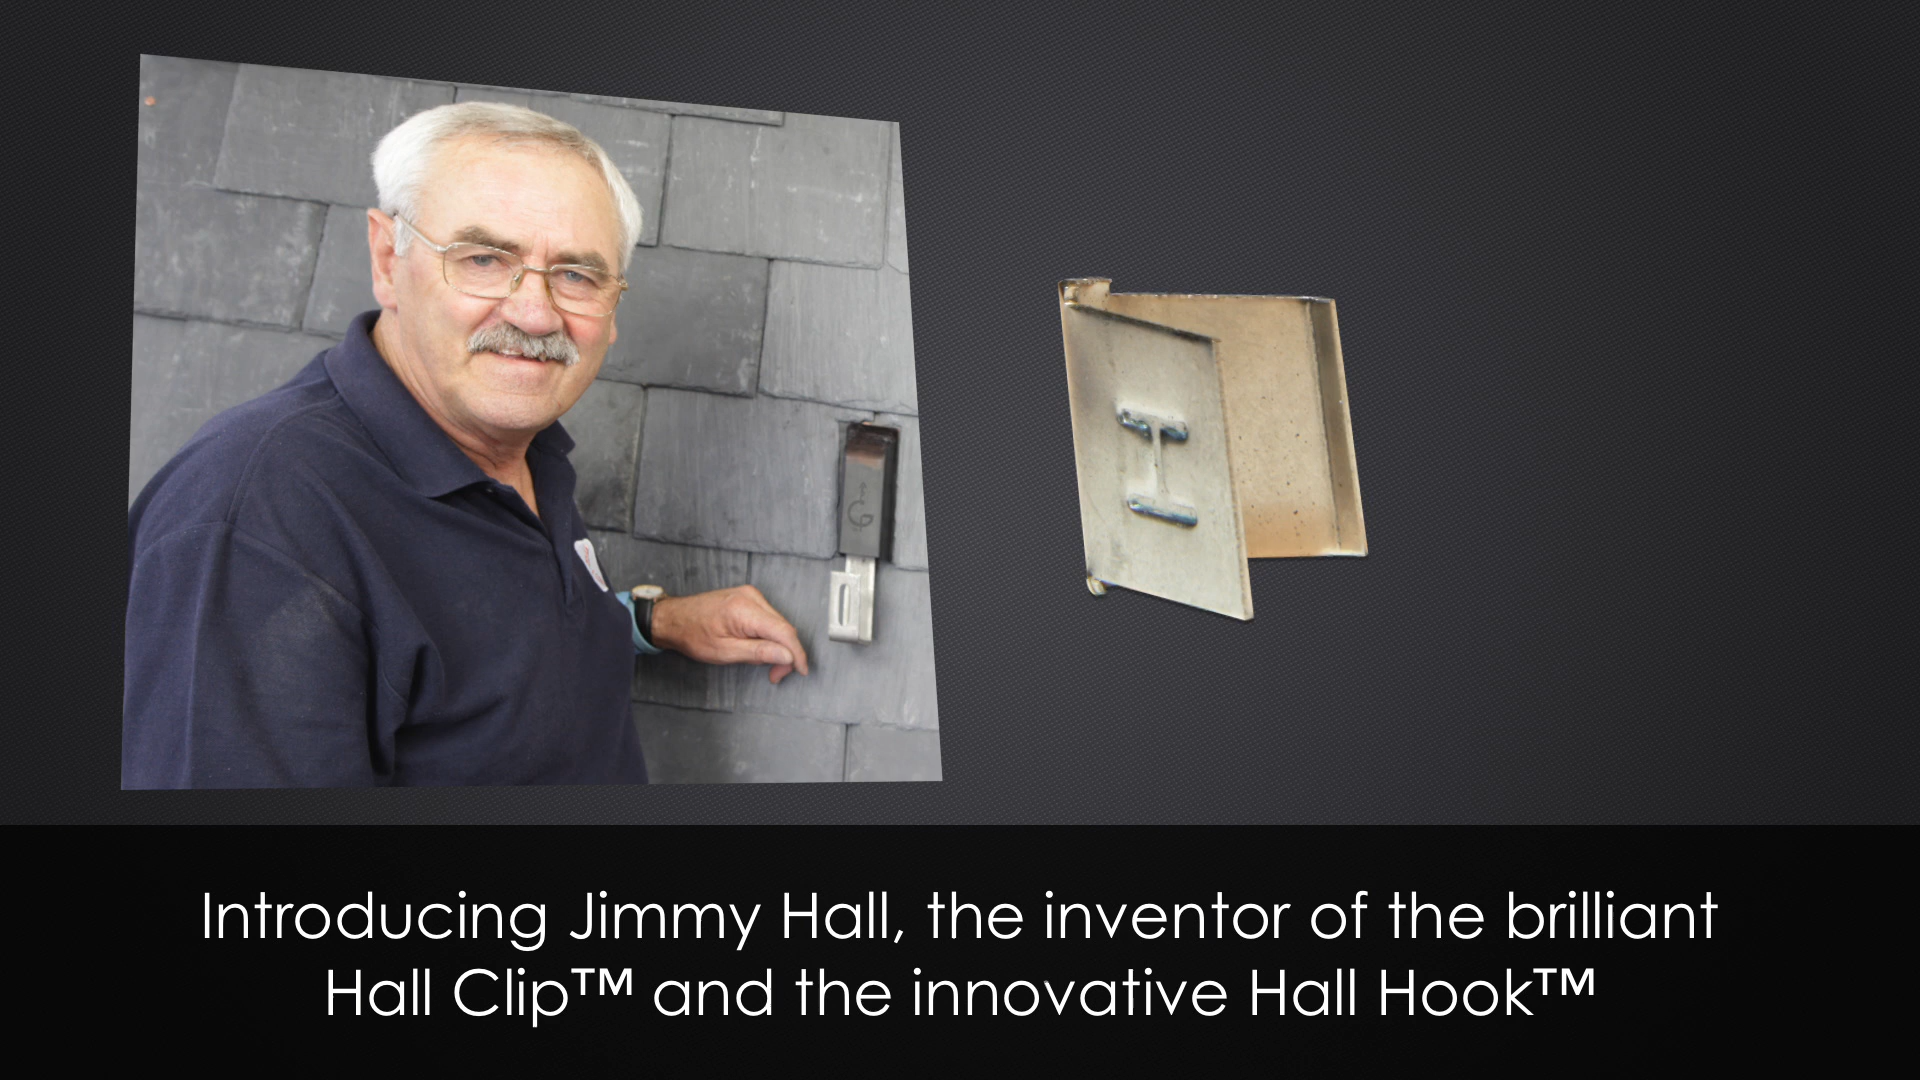 Introducing Jimmy Hall, the inventor of the brilliant
Hall Clip™ and the innovative Hall Hook™